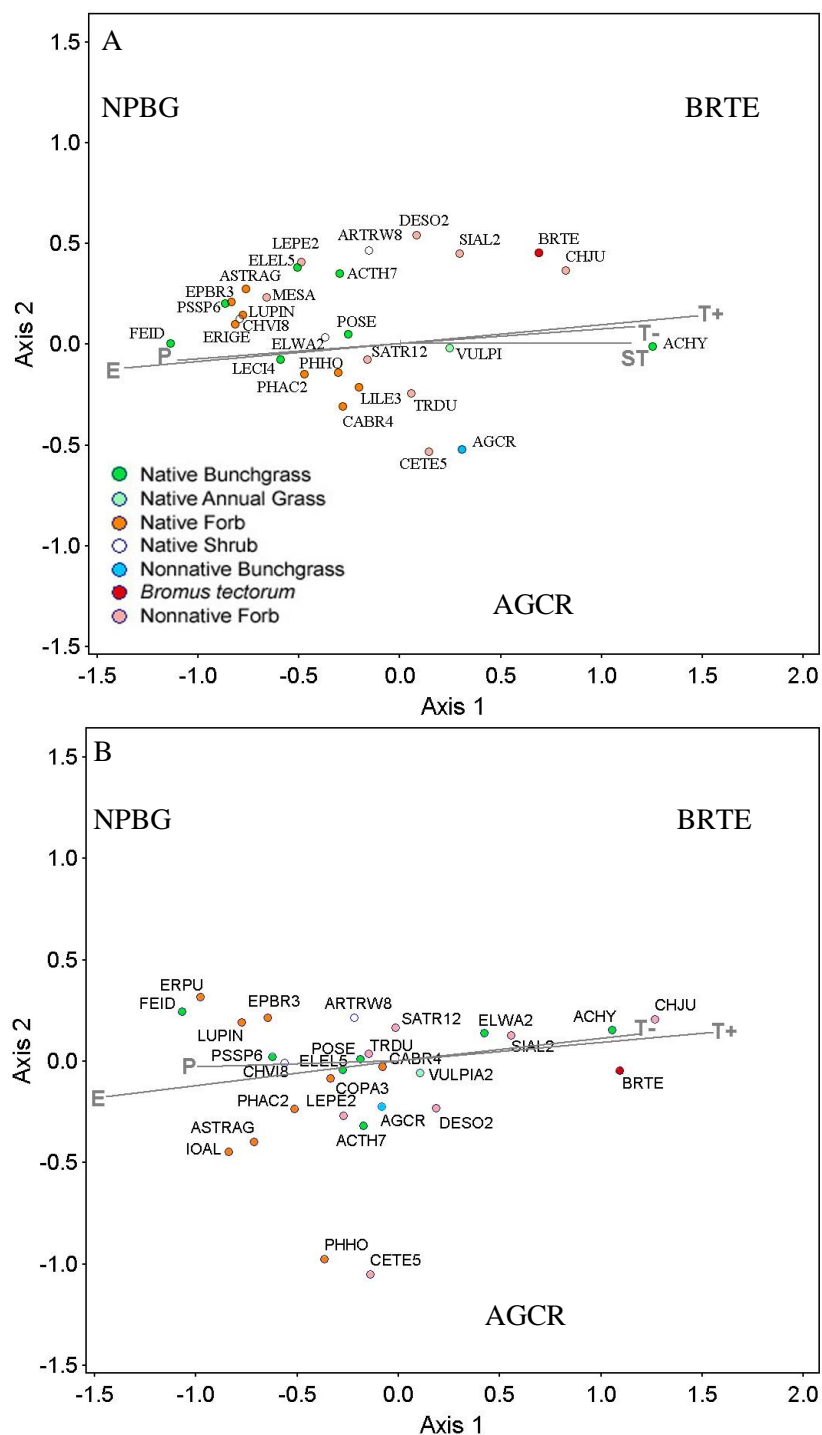 A
NPBG
BRTE
1.5
1.0
0.5
0.0
-0.5
-1.0
-1.5
Axis 2
DESO2
ARTRW8
SIAL2
BRTE
LEPE2
CHJU
ELEL5
ACTH7
ASTRAG
EPBR3
MESA
PSSP6
LUPIN
CHVI8
POSE
T+
FEID
ERIGE
T-
ELWA2
VULPI
ACHY
P
SATR12
ST
E
LECI4
PHHO
PHAC2
LILE3
TRDU
CABR4
AGCR
CETE5
Native Bunchgrass
Native Annual Grass
Native Forb
Native Shrub
Nonnative Bunchgrass
Bromus tectorum
Nonnative Forb
AGCR
-1.5 -1.0 -0.5 0.0 0.5 1.0 1.5 2.0
Axis 1
B
NPBG
BRTE
1.5
1.0
0.5
0.0
-0.5
-1.0
-1.5
Axis 2
ERPU
FEID
EPBR3
ARTRW8
CHJU
SATR12
ELWA2
ACHY
LUPIN
T-
T+
POSE
TRDU
SIAL2
PSSP6
ELEL5
CABR4
P
CHVI8
VULPIA2
BRTE
COPA3
E
PHAC2
LEPE2
AGCR
DESO2
ASTRAG
ACTH7
IOAL
PHHO
CETE5
AGCR
-1.5 -1.0 -0.5 0.0 0.5 1.0 1.5 2.0
Axis 1